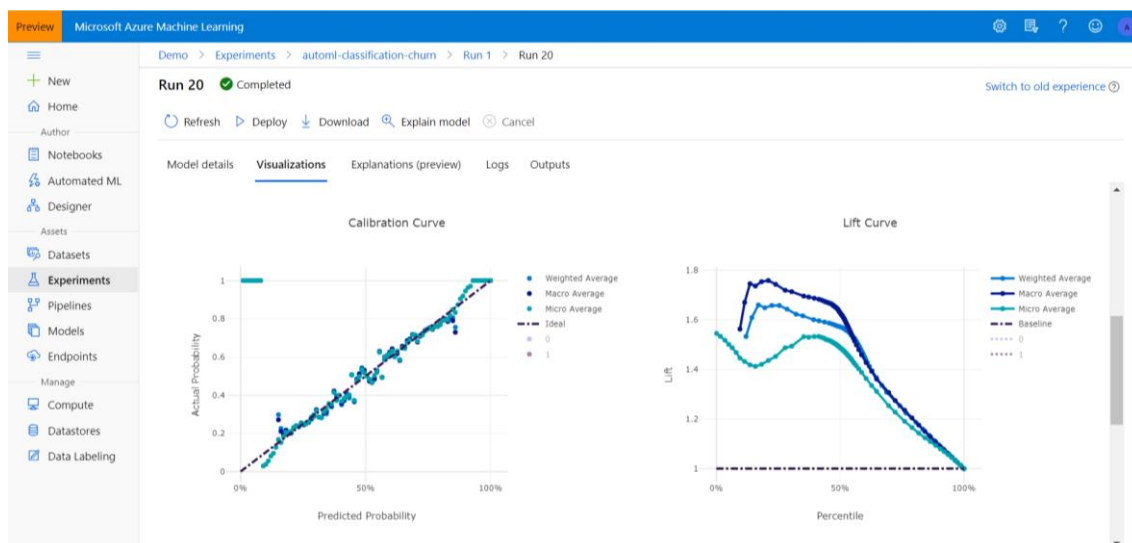 Preview
Microsoft Azure Machine Learning
A
New
Home
Author
Notebooks
Automated ML
Designer
Assets
Datasets
Experiments
Pipelines
Models
Endpoints
Manage
Compute
Datastores
Data Labeling
Demo > Experiments > automl-classification-churn > Run 1 > Run 20
Run 20 Completed
Switch to old experience
Refresh Deploy Download Explain model Cancel
Model details Visualizations Explanations (preview) Logs Outputs
Calibration Curve
Actual Probability
1
0.8
0.6
0.4
0.2
0
0% 50% 100%
Predicted Probability
Weighted Average
Macro Average
Micro Average
Ideal
0
1
Lift Curve
Lift
1.8
1.6
1.4
1.2
1
0% 50% 100%
Percentile
Weighted Average
Macro Average
Micro Average
Baseline
0
1